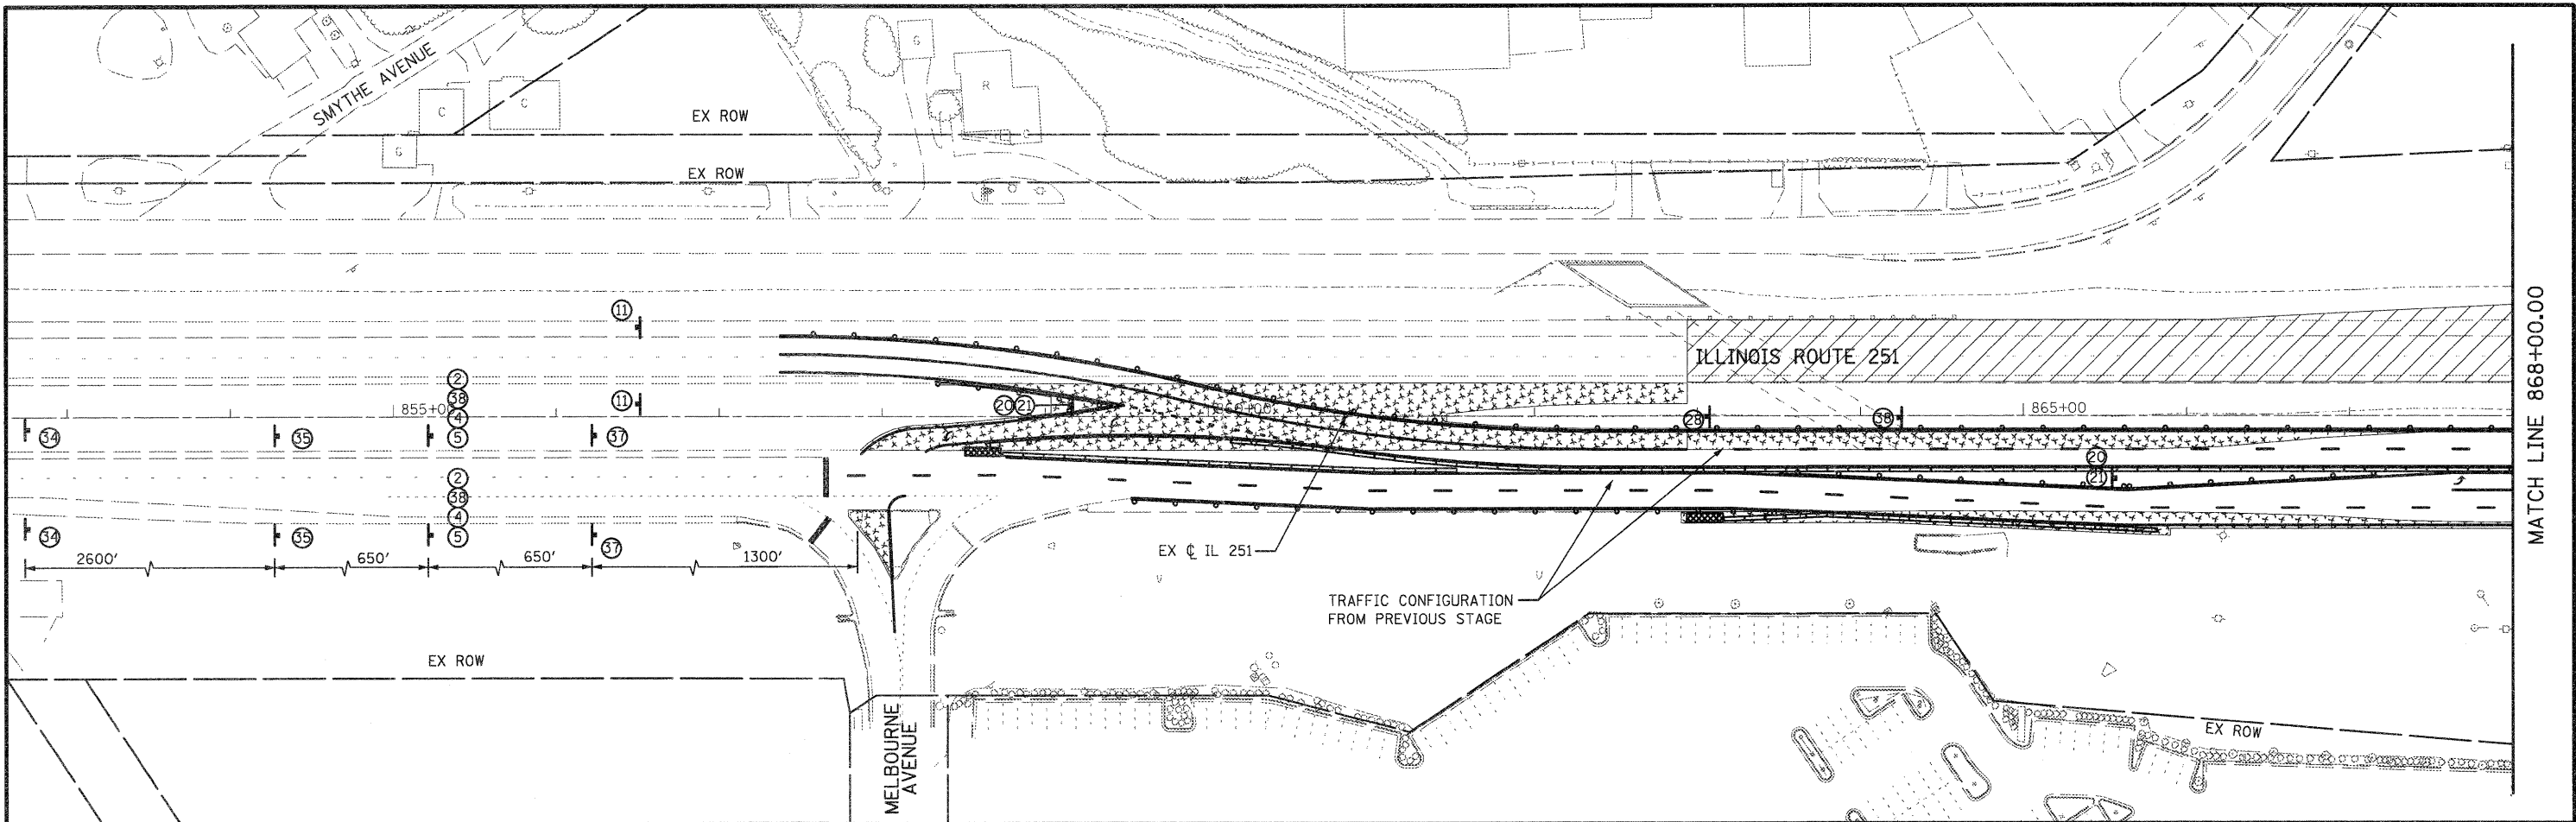 SMYTHE AVENUE
G
C
C
G
R
G
EX ROW
EX ROW
11
ILLINOIS ROUTE 251
2
38
4
5
855+00
11
20 21
28
38
865+00
34
35
37
2
38
4
5
20
21
34
35
37
2600'
650'
650'
1300'
EX ℄ IL 251
TRAFFIC CONFIGURATION
FROM PREVIOUS STAGE
EX ROW
MELBOURNE
AVENUE
EX ROW
MATCH LINE 868+00.00